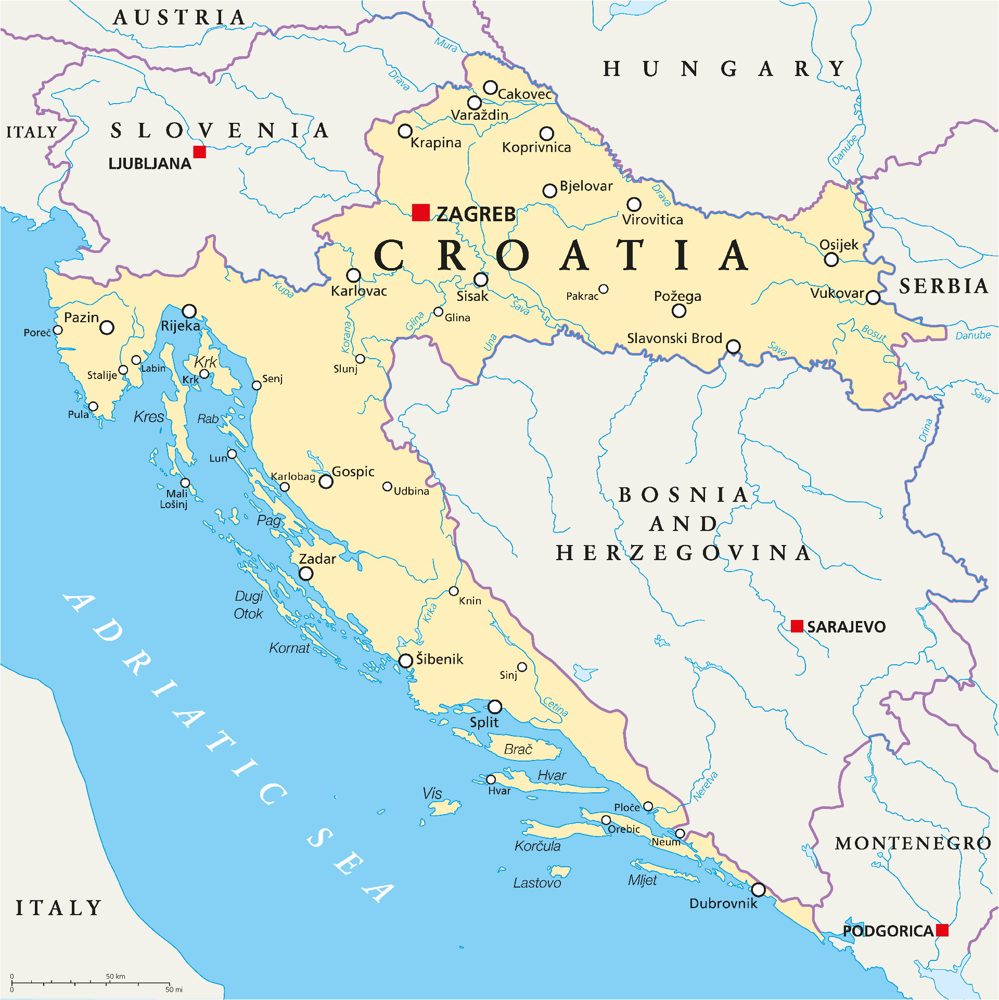 AUSTRIA
Mura
HUNGARY
Drava
Cakovec
Varaždin
ITALY
SLOVENIA
Krapina
Koprivnica
Danube
LJUBLJANA
Bjelovar
Drava
ZAGREB
Virovitica
CROATIA
Osijek
Kupa
Karlovac
Sisak
Pakrac
Požega
Vukovar
SERBIA
Sava
Pazin
Poreč
Rijeka
Glina
Glina
Korana
Una
Slavonski Brod
Sava
Bosut
Danube
Krk
Labin
Stalije
Krk
Slunj
Senj
Sava
Pula
Kres
Rab
Drina
Lun
Karlobag
Gospic
Udbina
Mali
Lošinj
Pag
BOSNIA
AND
HERZEGOVINA
Zadar
Dugi
Otok
Knin
Krka
ADRIATIC SEA
SARAJEVO
Kornat
Šibenik
Sinj
Cetina
Split
Brač
Hvar
Hvar
Vis
Neretva
Ploče
Orebic
Neum
Korčula
MONTENEGRO
Lastovo
Mljet
Dubrovnik
ITALY
PODGORICA
0 50 km
0 50 mi